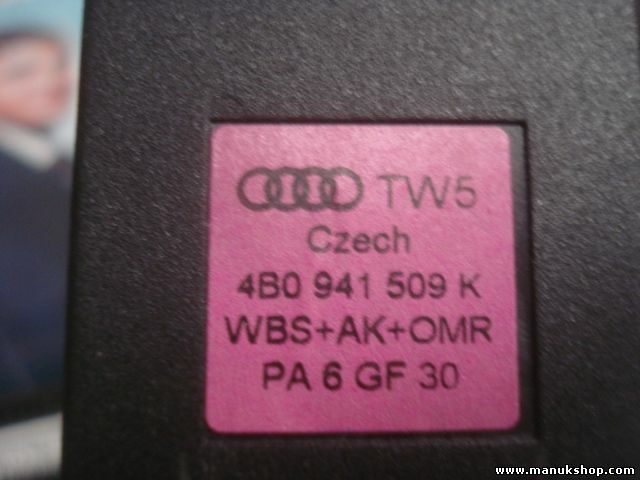 TW5
Czech
4B0 941 509 K
WBS+AK+OMR
PA 6 GF 30
www.manukshop.com